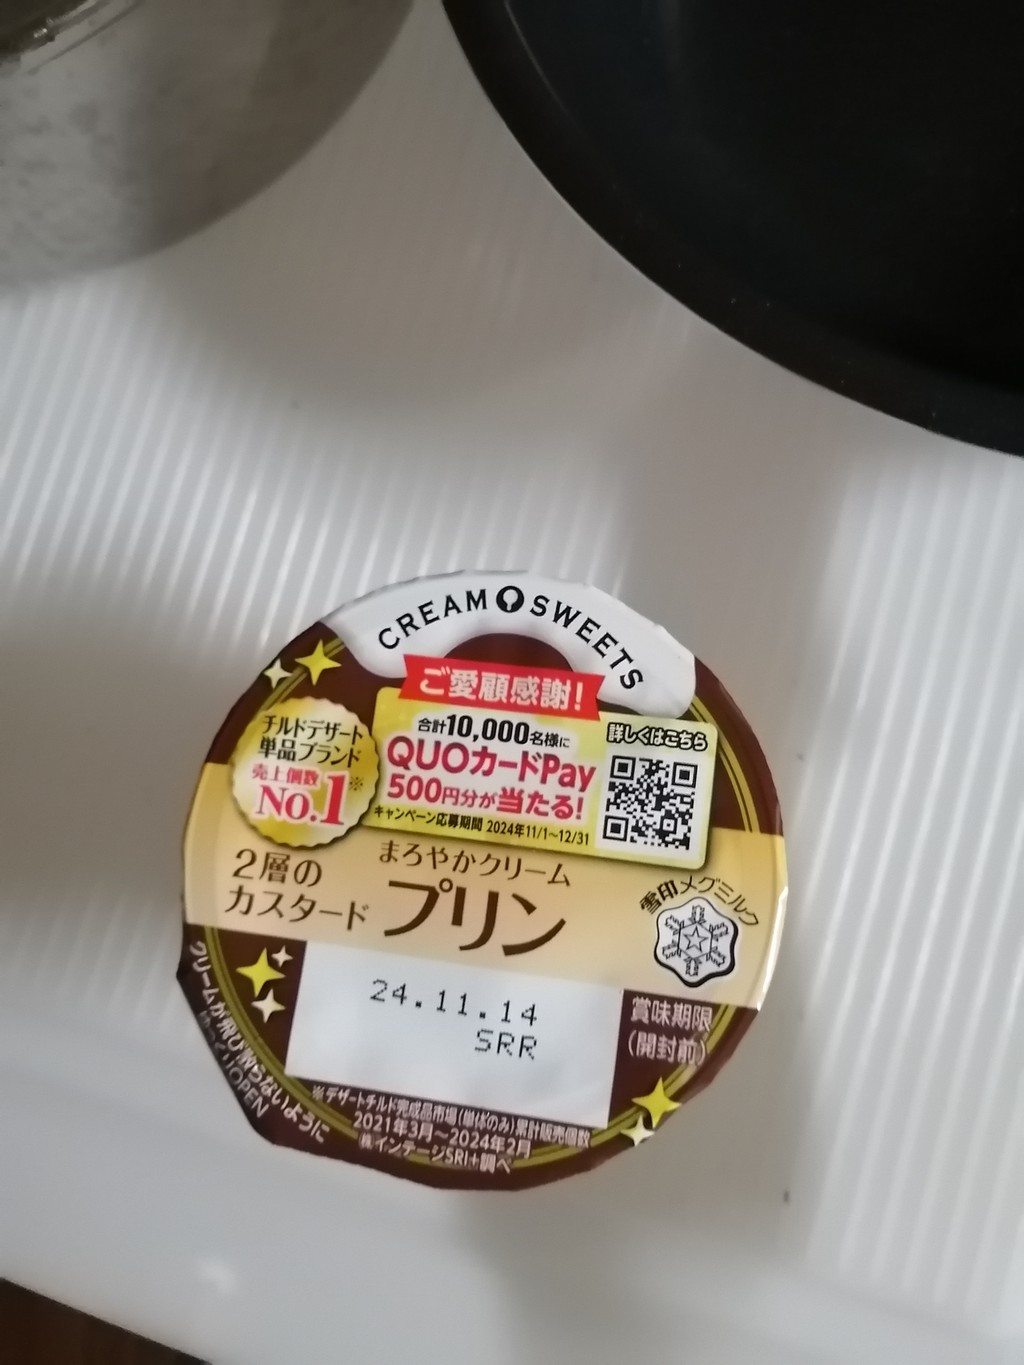 CREAM SWEETS
ご愛顧感謝!
合計10,000名様に
QUOカードPay
500円分が当たる!
キャンペーン応募期間 2024年11/1~12/31
詳しくはこちら
チルドデザート
単品ブランド
売上個数※
No.1
2層の
カスタード
まろやかクリーム
プリン
雪印メグミルク
24.11.14
SRR
賞味期限
(開封前)
クリームが飛び散らないように
OPEN
※デザートチルド完成品市場(単体のみ)累計販売個数
2021年3月~2024年2月
(株)インテージSRI+調べ